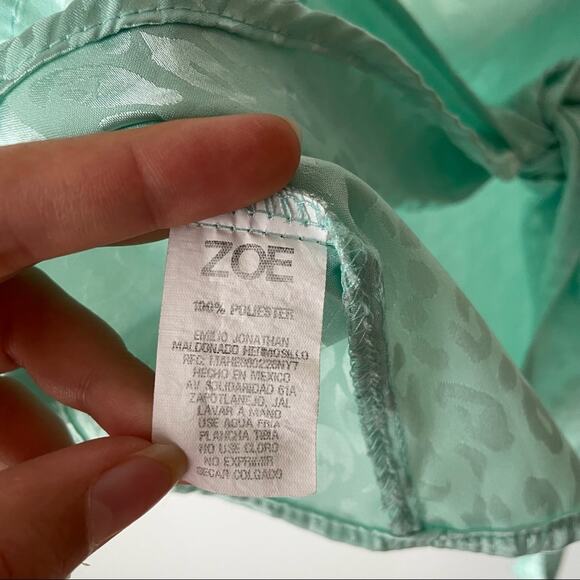 ZOE
100% POLIESTER
EMILIO JONATHAN
MALDONADO HERMOSILLO
RFC:
HECHO EN MEXICO
AV SOLIDARIDAD 61A
ZAPOTLANEJO, JAL
LAVAR A MANO
USE AGUA FRIA
PLANCHA TIBIA
NO USE CLORO
NO EXPRIMIR
SECAR COLGADO